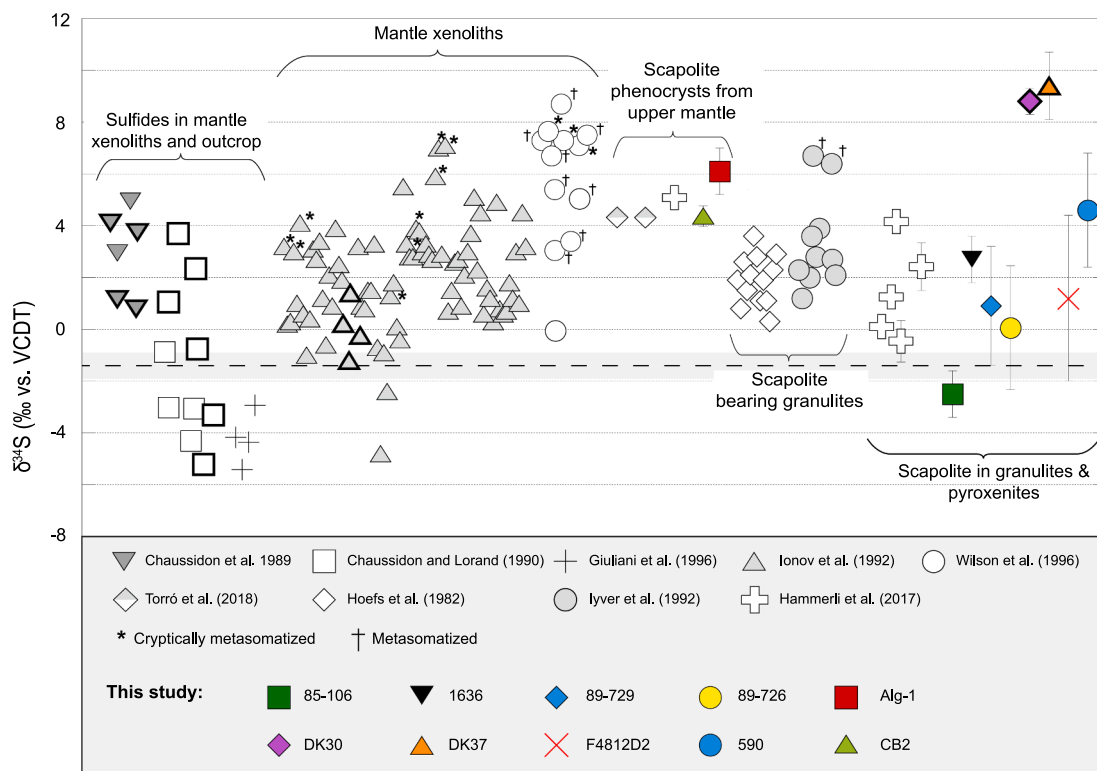 12
8
4
0
-4
-8
δ³⁴S (‰ vs. VCDT)
Mantle xenoliths
Sulfides in mantle
xenoliths and outcrop
Scapolite
phenocrysts from
upper mantle
Scapolite
bearing granulites
Scapolite in granulites &
pyroxenites
Chaussidon et al. 1989
Chaussidon and Lorand (1990)
Giuliani et al. (1996)
Ionov et al. (1992)
Wilson et al. (1996)
Torró et al. (2018)
Hoefs et al. (1982)
Iyver et al. (1992)
Hammerli et al. (2017)
* Cryptically metasomatized
† Metasomatized
This study:
85-106
1636
89-729
89-726
Alg-1
DK30
DK37
F4812D2
590
CB2